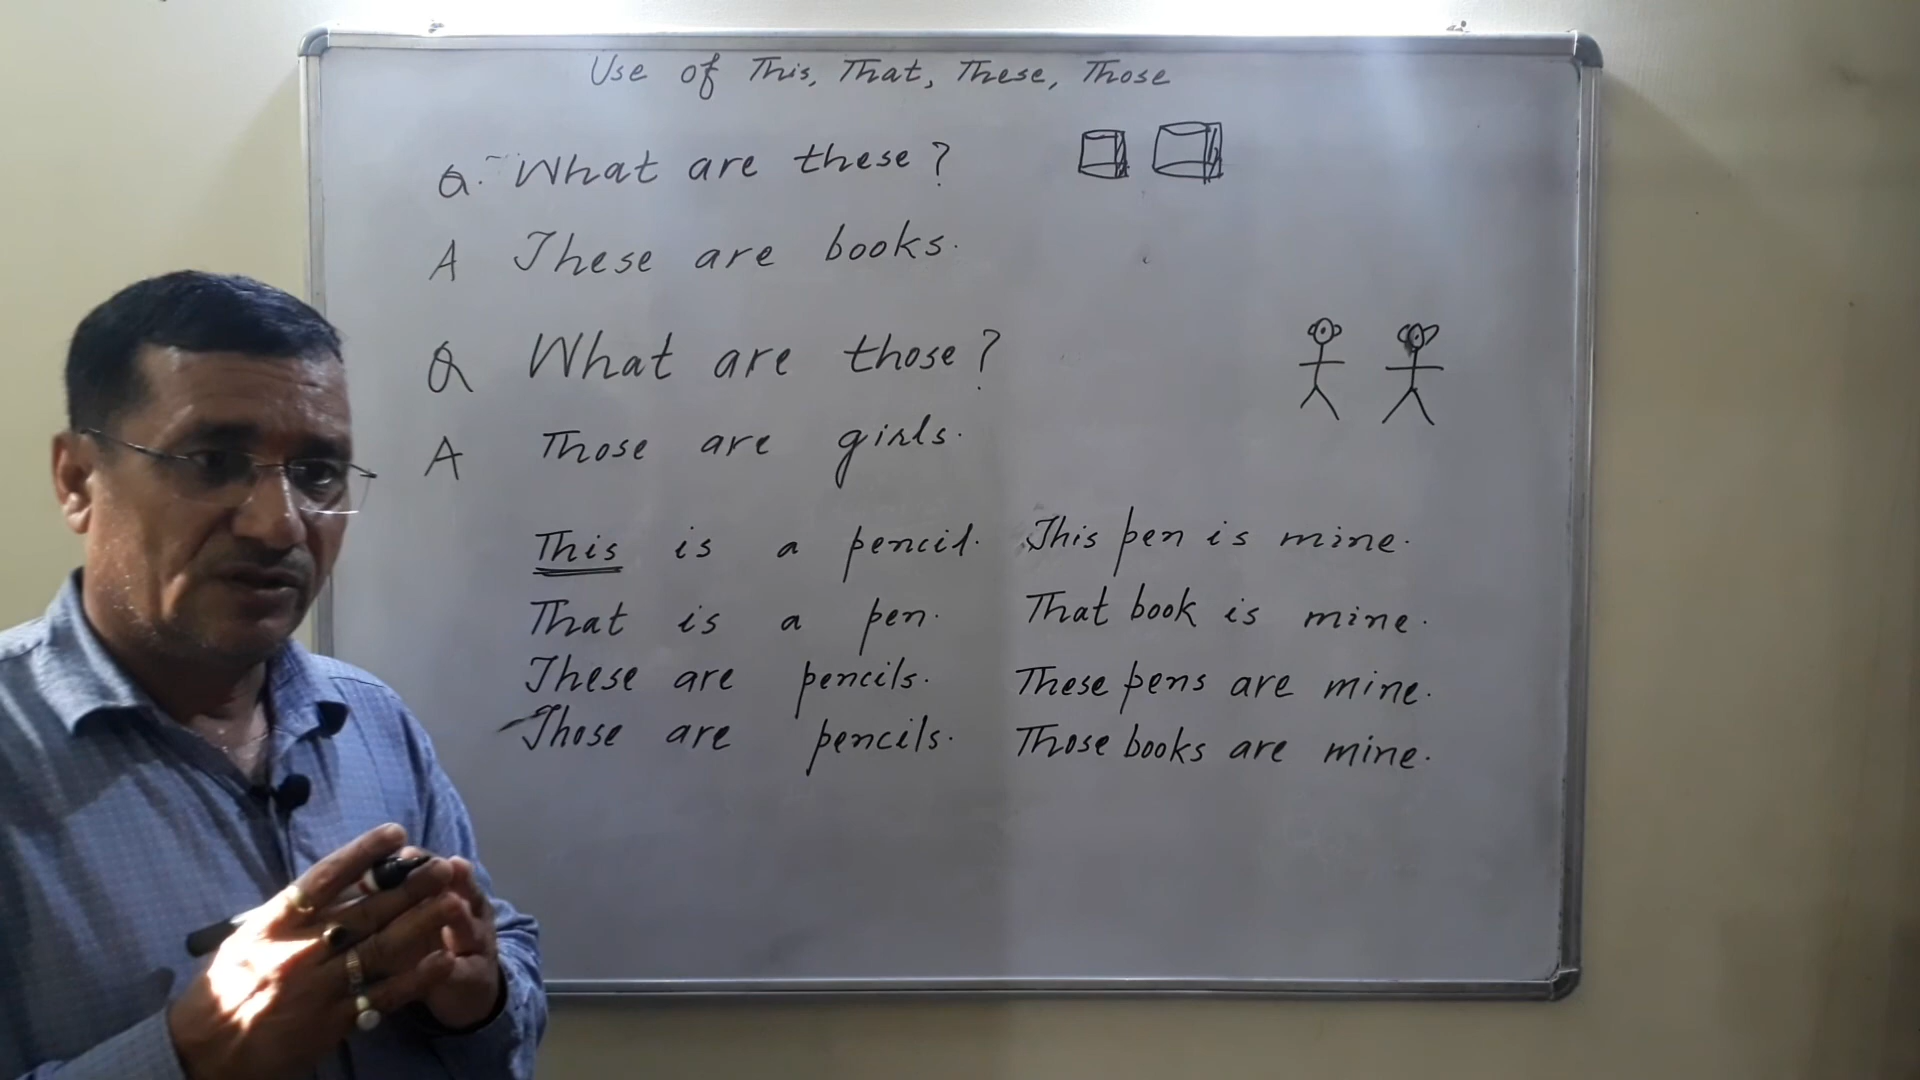 Use of This, That, These, Those
Q. What are these?
A These are books.
Q What are those?
A Those are girls.
This is a pencil. This pen is mine.
That is a pen. That book is mine.
These are pencils. These pens are mine.
Those are pencils. Those books are mine.